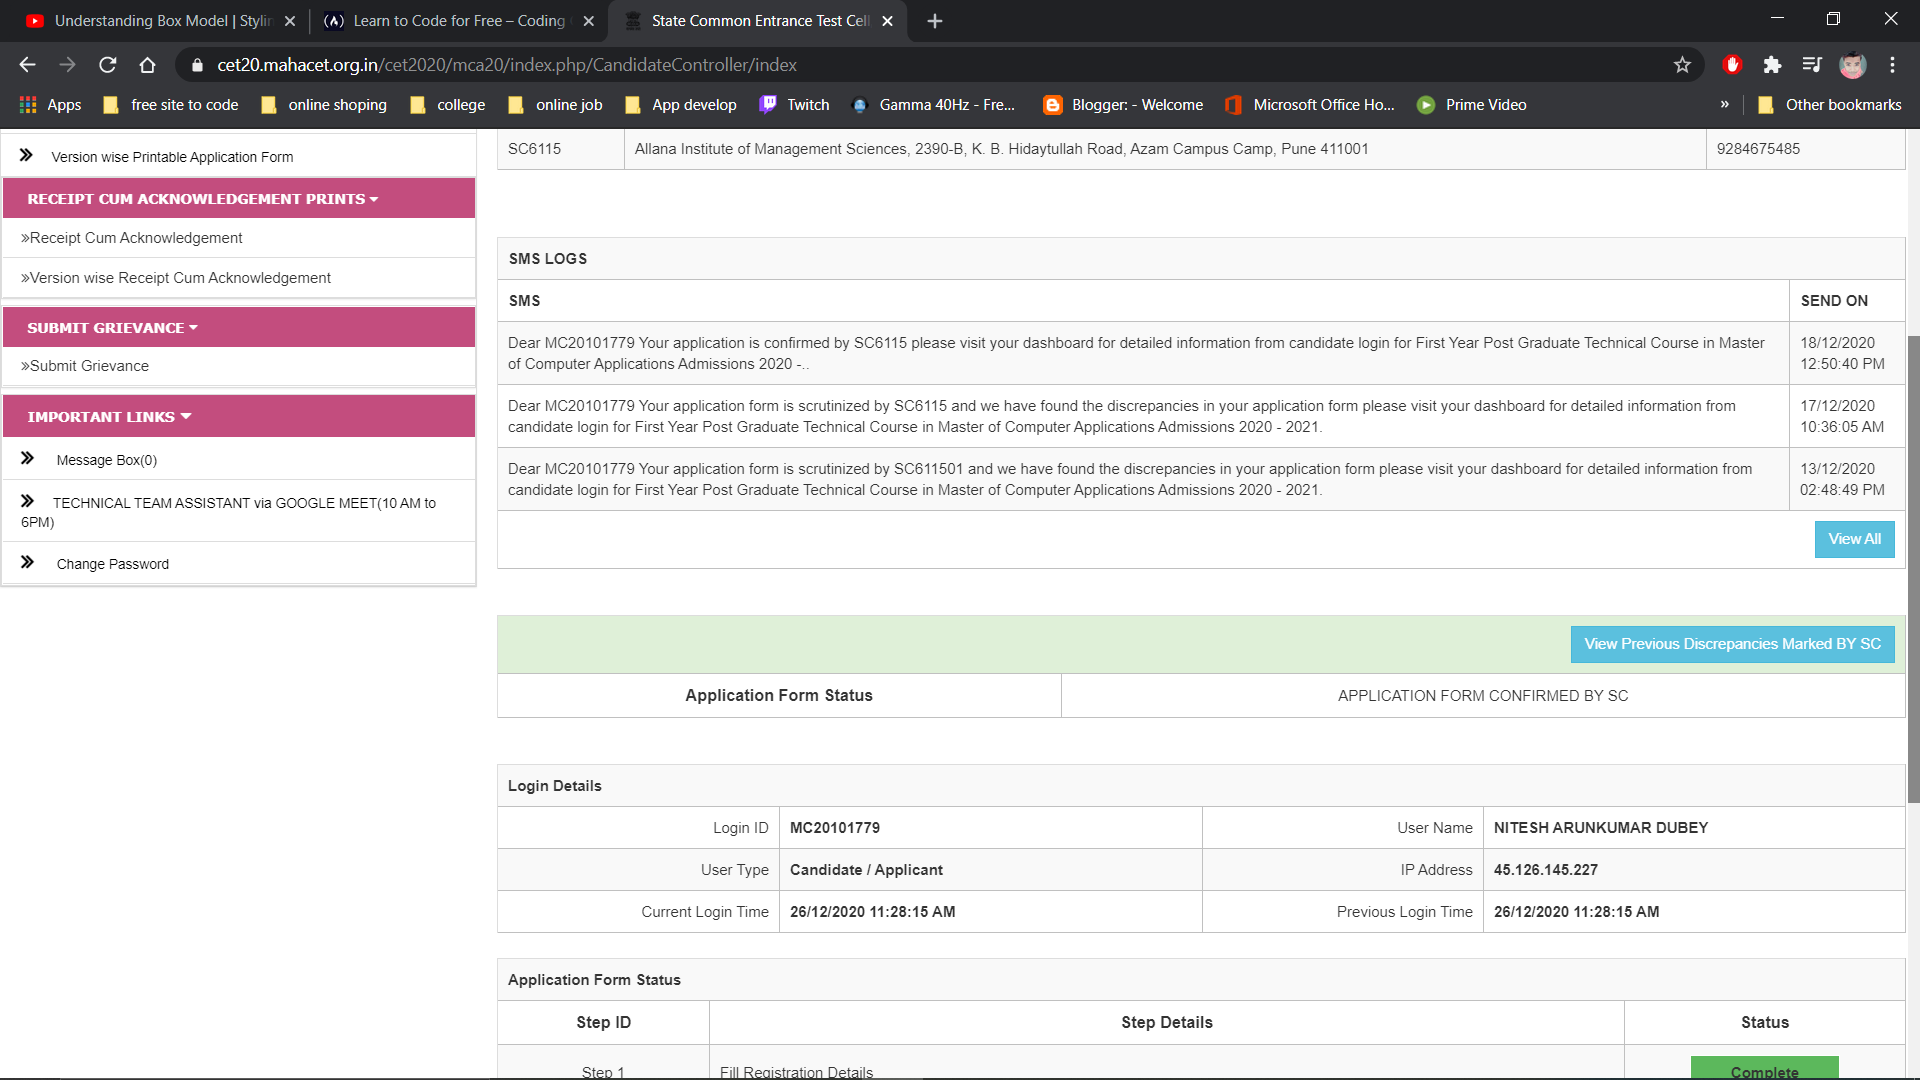 Understanding Box Model | Stylin
Learn to Code for Free – Coding
State Common Entrance Test Cell
cet20.mahacet.org.in/cet2020/mca20/index.php/CandidateController/index
Apps
free site to code
online shoping
college
online job
App develop
Twitch
Gamma 40Hz - Fre...
Blogger: - Welcome
Microsoft Office Ho...
Prime Video
»
Other bookmarks
Version wise Printable Application Form
RECEIPT CUM ACKNOWLEDGEMENT PRINTS
»Receipt Cum Acknowledgement
»Version wise Receipt Cum Acknowledgement
SUBMIT GRIEVANCE
»Submit Grievance
IMPORTANT LINKS
Message Box(0)
TECHNICAL TEAM ASSISTANT via GOOGLE MEET(10 AM to
6PM)
Change Password
SC6115 Allana Institute of Management Sciences, 2390-B, K. B. Hidaytullah Road, Azam Campus Camp, Pune 411001 9284675485
SMS LOGS
SMS SEND ON
Dear MC20101779 Your application is confirmed by SC6115 please visit your dashboard for detailed information from candidate login for First Year Post Graduate Technical Course in Master
of Computer Applications Admissions 2020 -..
18/12/2020
12:50:40 PM
Dear MC20101779 Your application form is scrutinized by SC6115 and we have found the discrepancies in your application form please visit your dashboard for detailed information from
candidate login for First Year Post Graduate Technical Course in Master of Computer Applications Admissions 2020 - 2021.
17/12/2020
10:36:05 AM
Dear MC20101779 Your application form is scrutinized by SC611501 and we have found the discrepancies in your application form please visit your dashboard for detailed information from
candidate login for First Year Post Graduate Technical Course in Master of Computer Applications Admissions 2020 - 2021.
13/12/2020
02:48:49 PM
View All
View Previous Discrepancies Marked BY SC
Application Form Status APPLICATION FORM CONFIRMED BY SC
Login Details
Login ID MC20101779 User Name NITESH ARUNKUMAR DUBEY
User Type Candidate / Applicant IP Address 45.126.145.227
Current Login Time 26/12/2020 11:28:15 AM Previous Login Time 26/12/2020 11:28:15 AM
Application Form Status
Step ID Step Details Status
Step 1 Fill Registration Details Complete